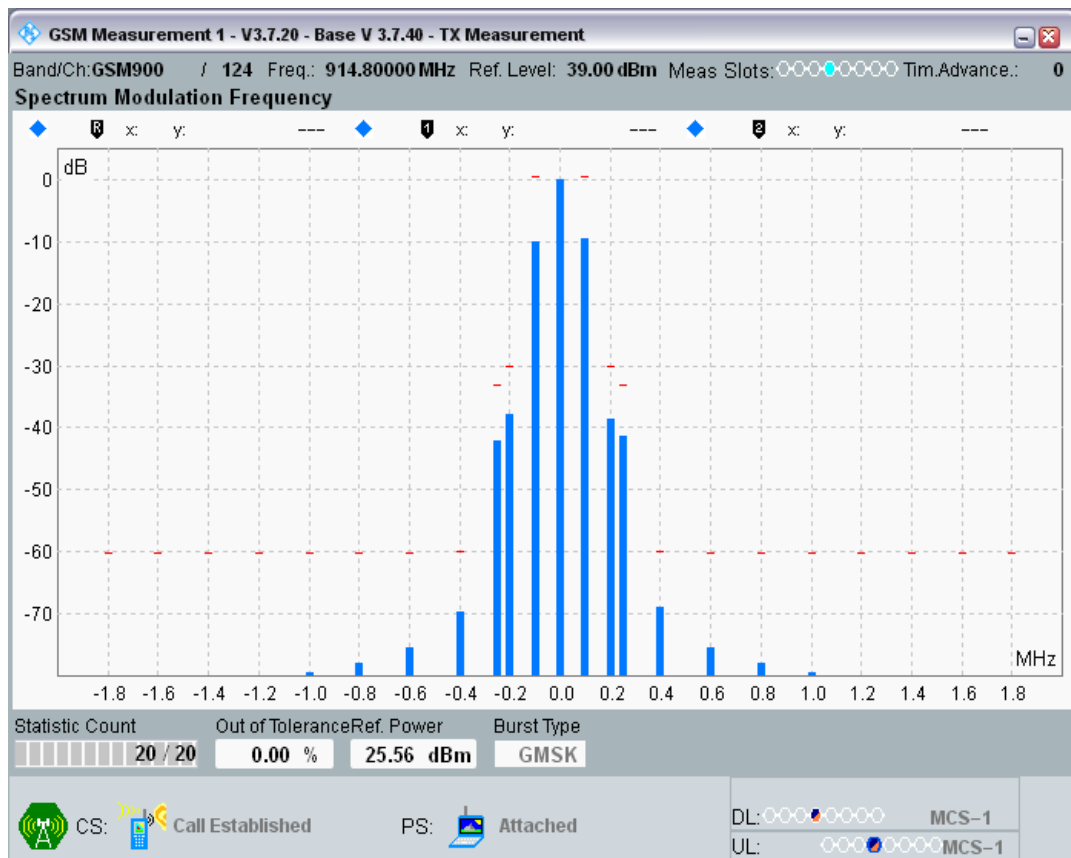 GSM Measurement 1 - V3.7.20 - Base V 3.7.40 - TX Measurement
Band/Ch:GSM900 / 124 Freq.: 914.80000 MHz Ref. Level: 39.00 dBm Meas Slots: Tim.Advance.: 0
Spectrum Modulation Frequency
R x: y: --- 1 x: y: --- 2 x: y: ---
dB
0
-10
-20
-30
-40
-50
-60
-70
MHz
-1.8 -1.6 -1.4 -1.2 -1.0 -0.8 -0.6 -0.4 -0.2 0.0 0.2 0.4 0.6 0.8 1.0 1.2 1.4 1.6 1.8
Statistic Count Out of Tolerance Ref. Power Burst Type
20 / 20 0.00 % 25.56 dBm GMSK
CS: Call Established PS: Attached
DL: MCS-1
UL: MCS-1